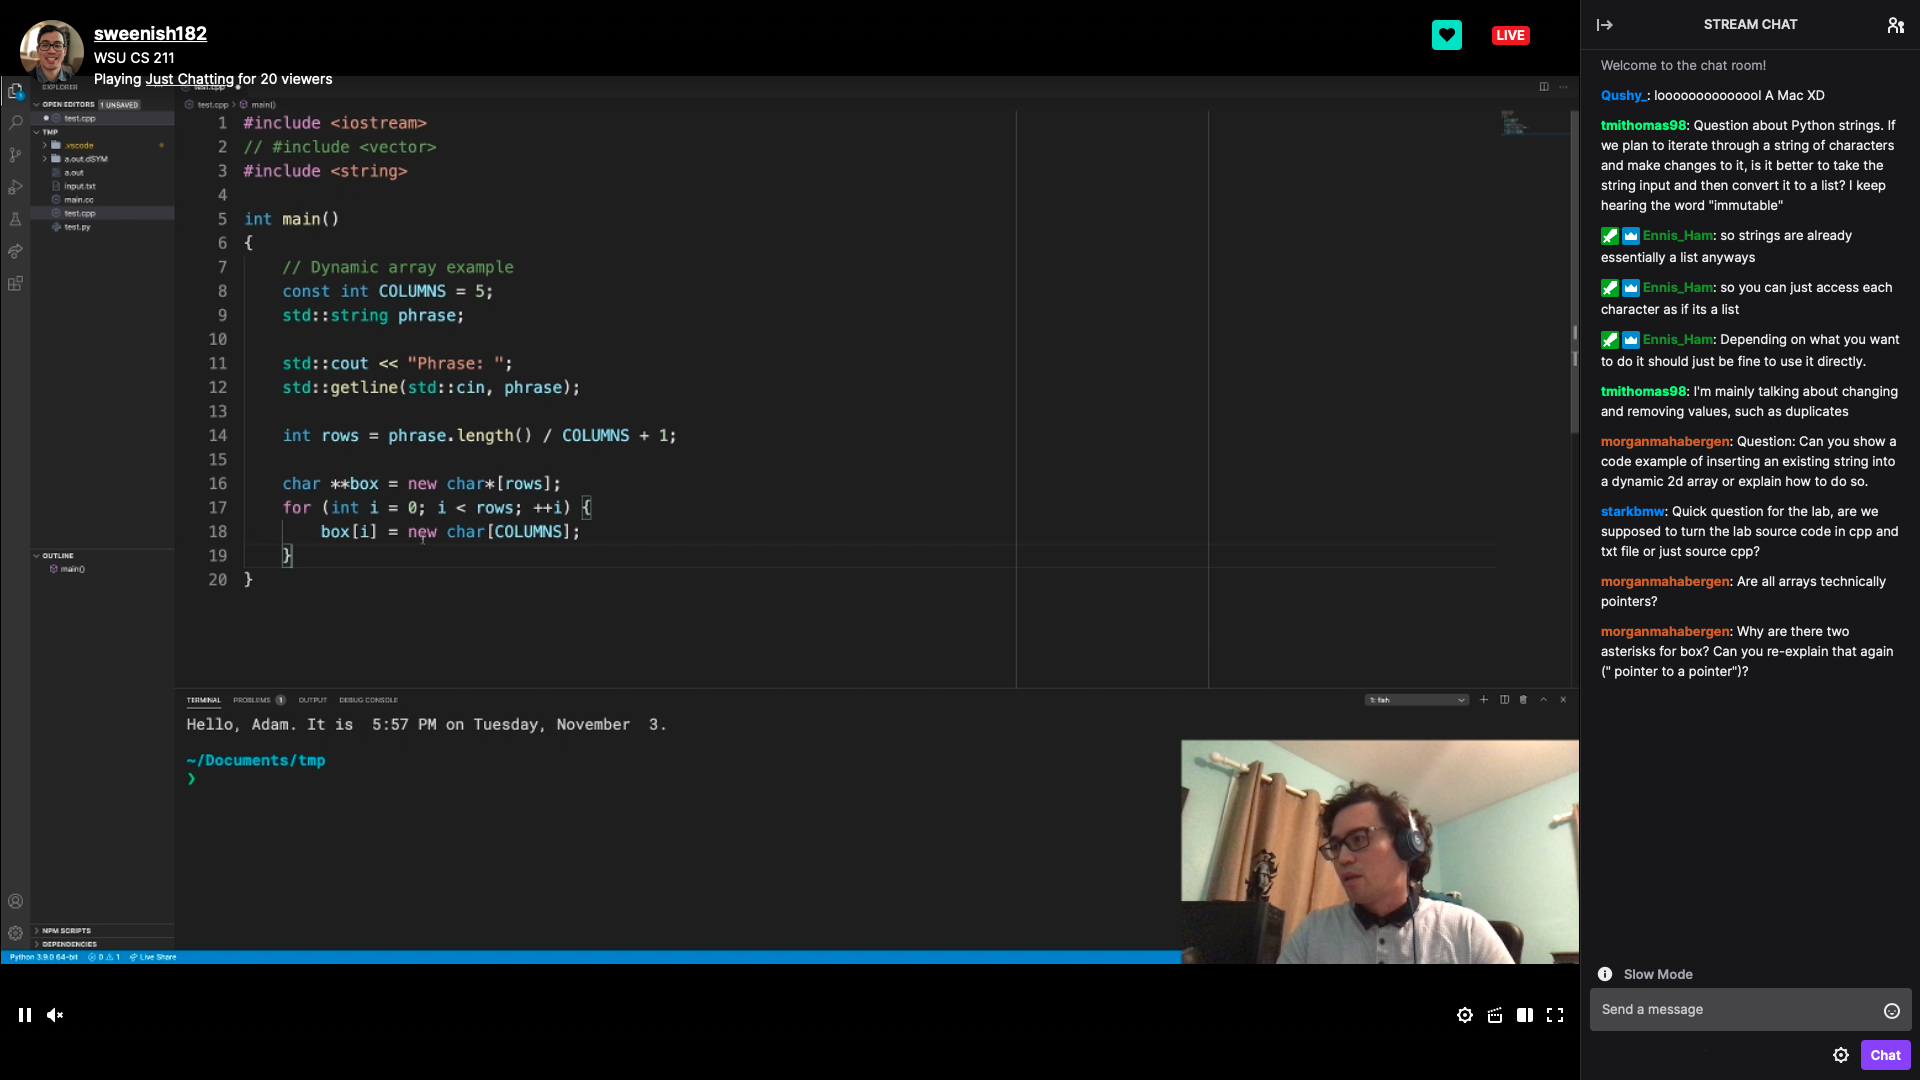 sweenish182
WSU CS 211
Playing Just Chatting for 20 viewers
LIVE
EXPLORER
OPEN EDITORS 1 UNSAVED
test.cpp
TMP
.vscode
a.out.dSYM
a.out
input.txt
main.cc
test.cpp
test.py
OUTLINE
main()
NPM SCRIPTS
DEPENDENCIES
test.cpp
test.cpp > main()
1 #include <iostream>
2 // #include <vector>
3 #include <string>
4
5 int main()
6 {
7 // Dynamic array example
8 const int COLUMNS = 5;
9 std::string phrase;
10
11 std::cout << "Phrase: ";
12 std::getline(std::cin, phrase);
13
14 int rows = phrase.length() / COLUMNS + 1;
15
16 char **box = new char*[rows];
17 for (int i = 0; i < rows; ++i) {
18 box[i] = new char[COLUMNS];
19 }
20 }
TERMINAL PROBLEMS 1 OUTPUT DEBUG CONSOLE
1: fish
Hello, Adam. It is 5:57 PM on Tuesday, November 3.
~/Documents/tmp
❯
Python 3.9.0 64-bit 0 1 Live Share
STREAM CHAT
Welcome to the chat room!
Qushy_: looooooooooooool A Mac XD
tmithomas98: Question about Python strings. If
we plan to iterate through a string of characters
and make changes to it, is it better to take the
string input and then convert it to a list? I keep
hearing the word "immutable"
Ennis_Ham: so strings are already
essentially a list anyways
Ennis_Ham: so you can just access each
character as if its a list
Ennis_Ham: Depending on what you want
to do it should just be fine to use it directly.
tmithomas98: I'm mainly talking about changing
and removing values, such as duplicates
morganmahabergen: Question: Can you show a
code example of inserting an existing string into
a dynamic 2d array or explain how to do so.
starkbmw: Quick question for the lab, are we
supposed to turn the lab source code in cpp and
txt file or just source cpp?
morganmahabergen: Are all arrays technically
pointers?
morganmahabergen: Why are there two
asterisks for box? Can you re-explain that again
(" pointer to a pointer")?
Slow Mode
Send a message
Chat